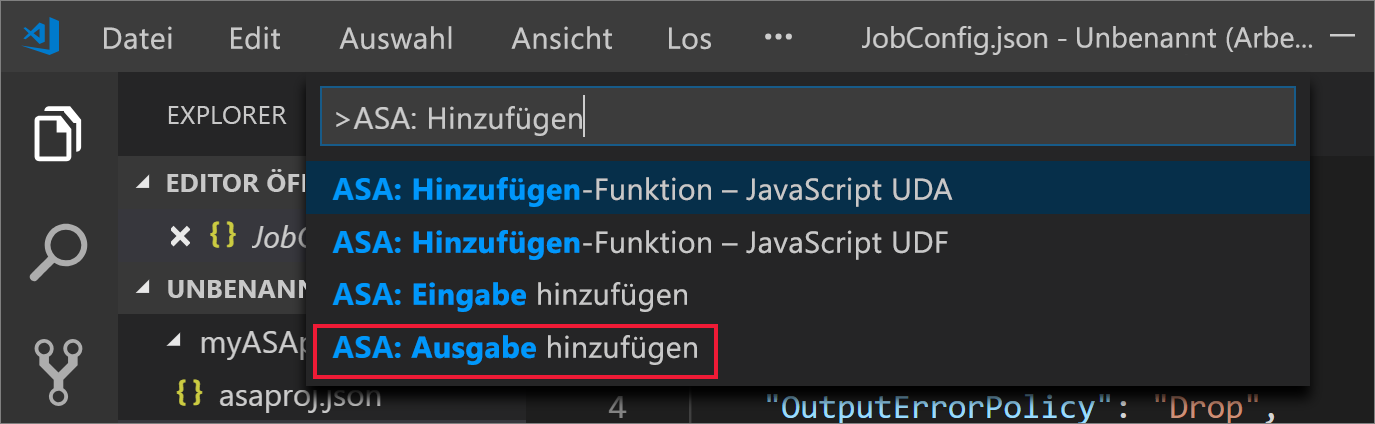 Datei Edit Auswahl Ansicht Los ••• JobConfig.json - Unbenannt (Arbe...
EXPLORER
>ASA: Hinzufügen
EDITOR ÖF
ASA: Hinzufügen-Funktion – JavaScript UDA
{ } JobC
ASA: Hinzufügen-Funktion – JavaScript UDF
UNBENANN
ASA: Eingabe hinzufügen
myASAp
ASA: Ausgabe hinzufügen
{ } asaproj.json
4 "OutputErrorPolicy": "Drop",